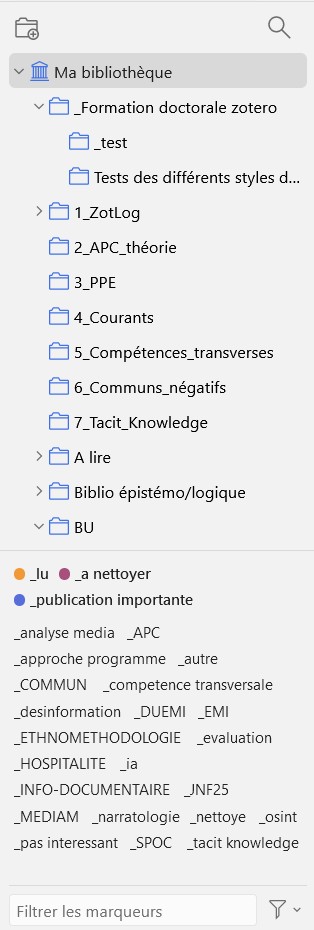 Ma bibliothèque
_Formation doctorale zotero
_test
Tests des différents styles d...
1_ZotLog
2_APC_théorie
3_PPE
4_Courants
5_Compétences_transverses
6_Communs_négatifs
7_Tacit_Knowledge
A lire
Biblio épistémo/logique
BU
_lu _a nettoyer
_publication importante
_analyse media _APC
_approche programme _autre
_COMMUN _competence transversale
_desinformation _DUEMI _EMI
_ETHNOMETHODOLOGIE _evaluation
_HOSPITALITE _ia
_INFO-DOCUMENTAIRE _JNF25
_MEDIAM _narratologie _nettoye _osint
_pas interessant _SPOC _tacit knowledge
Filtrer les marqueurs